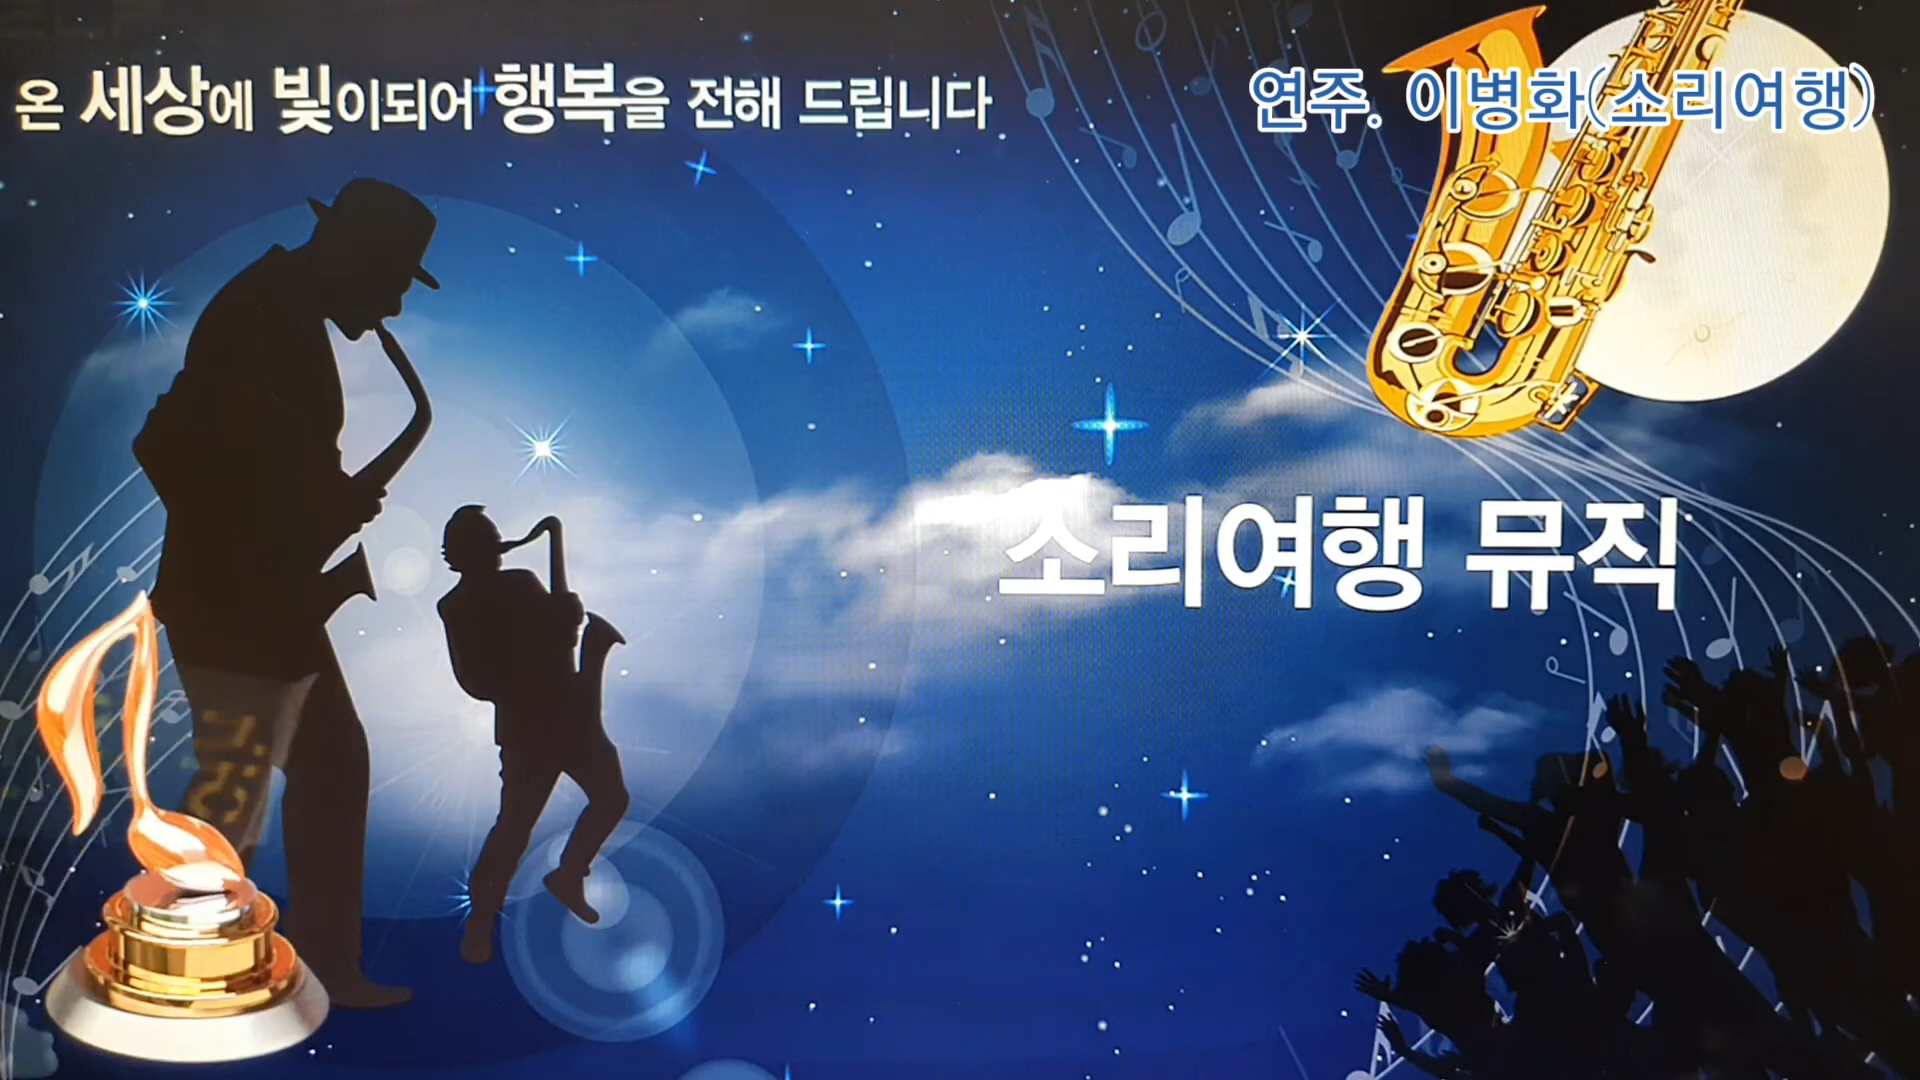 온 세상에 빛이되어 행복을 전해 드립니다
연주. 이병화(소리여행)
소리여행 뮤직